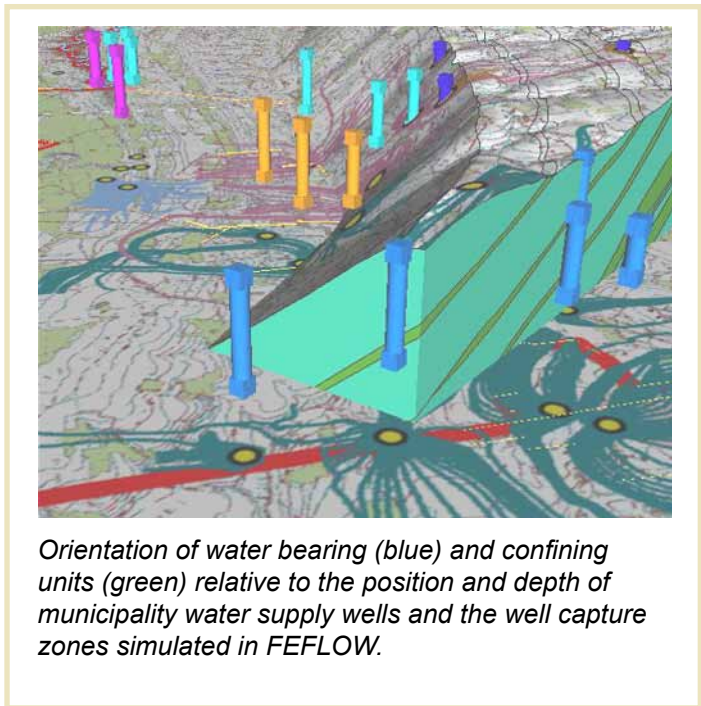 Orientation of water bearing (blue) and confining
units (green) relative to the position and depth of
municipality water supply wells and the well capture
zones simulated in FEFLOW.